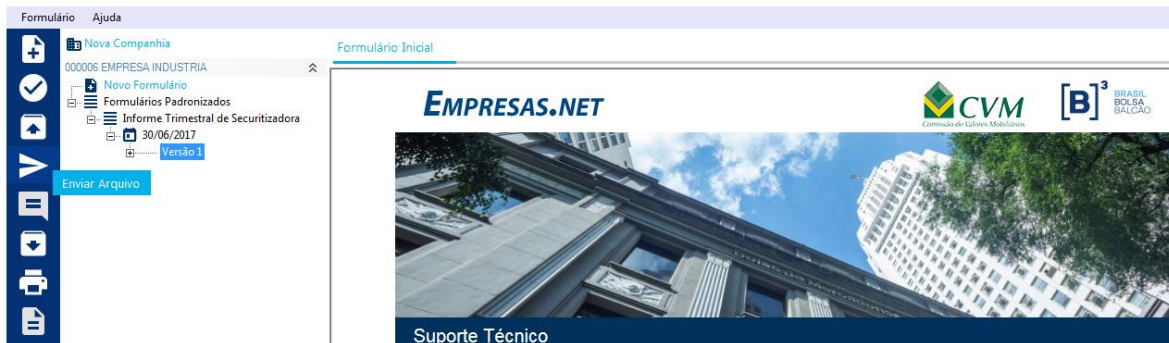 Formulário Ajuda
Nova Companhia
Formulário Inicial
000006 EMPRESA INDUSTRIA
Novo Formulário
Formulários Padronizados
Informe Trimestral de Securitizadora
30/06/2017
Versão 1
Enviar Arquivo
EMPRESAS.NET
CVM
Comissão de Valores Mobiliários
[B]³ BRASIL
BOLSA
BALCÃO
Suporte Técnico